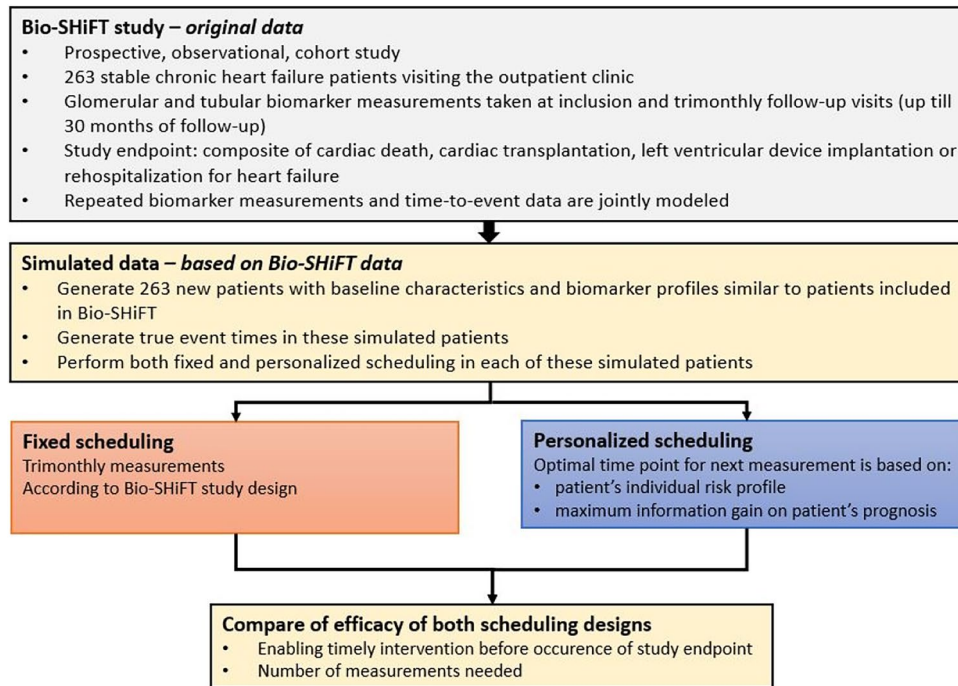 Bio-SHiFT study – original data
• Prospective, observational, cohort study
• 263 stable chronic heart failure patients visiting the outpatient clinic
• Glomerular and tubular biomarker measurements taken at inclusion and trimonthly follow-up visits (up till
30 months of follow-up)
• Study endpoint: composite of cardiac death, cardiac transplantation, left ventricular device implantation or
rehospitalization for heart failure
• Repeated biomarker measurements and time-to-event data are jointly modeled
Simulated data – based on Bio-SHiFT data
• Generate 263 new patients with baseline characteristics and biomarker profiles similar to patients included
in Bio-SHiFT
• Generate true event times in these simulated patients
• Perform both fixed and personalized scheduling in each of these simulated patients
Fixed scheduling
Trimonthly measurements
According to Bio-SHiFT study design
Personalized scheduling
Optimal time point for next measurement is based on:
• patient's individual risk profile
• maximum information gain on patient's prognosis
Compare of efficacy of both scheduling designs
• Enabling timely intervention before occurence of study endpoint
• Number of measurements needed